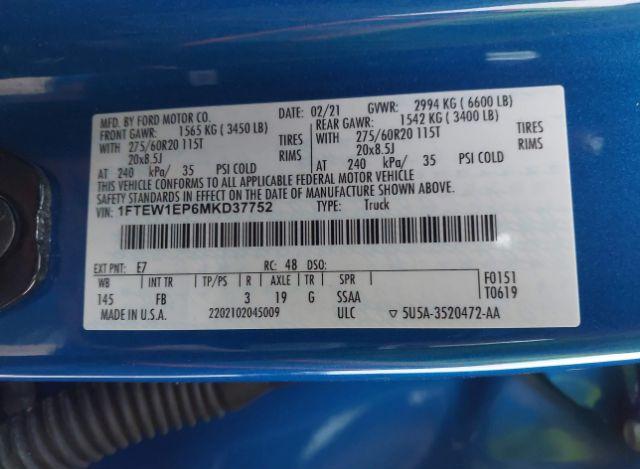 MFD. BY FORD MOTOR CO. DATE: 02/21 GVWR: 2994 KG (6600 LB)
FRONT GAWR: 1565 KG (3450 LB) REAR GAWR: 1542 KG (3400 LB)
WITH 275/60R20 115T TIRES WITH 275/60R20 115T TIRES
20x8.5J RIMS 20x8.5J RIMS
AT 240 kPa/ 35 PSI COLD AT 240 kPa/ 35 PSI COLD
THIS VEHICLE CONFORMS TO ALL APPLICABLE FEDERAL MOTOR VEHICLE
SAFETY STANDARDS IN EFFECT ON THE DATE OF MANUFACTURE SHOWN ABOVE.
VIN: 1FTEW1EP6MKD37752 TYPE: Truck
EXT PNT: E7 RC: 48 DSO:
WB INT TR TP/PS R AXLE TR SPR F0151
145 FB 3 19 G SSAA T0619
MADE IN U.S.A. 2202102045009 ULC ▽ 5U5A-3520472-AA